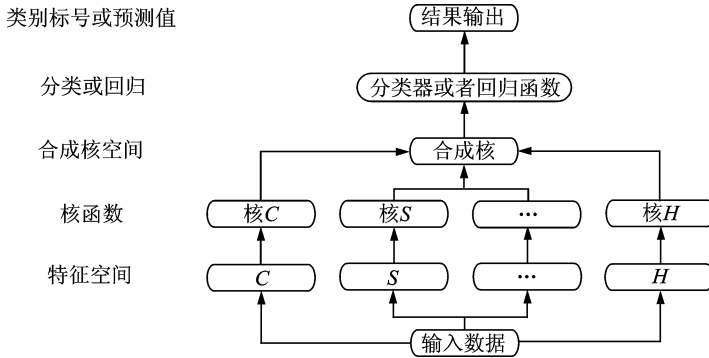 类别标号或预测值 结果输出
分类或回归 分类器或者回归函数
合成核空间 合成核
核函数 核C 核S ··· 核H
特征空间 C S ··· H
输入数据